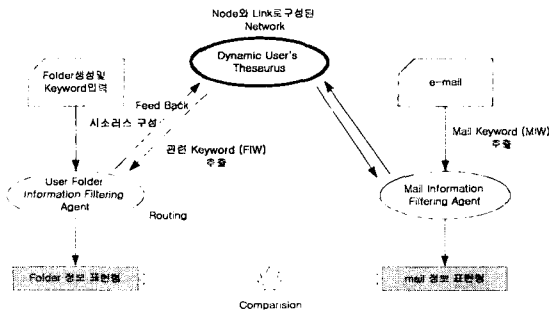 Node와 Link로구성된
Network
Dynamic User's
Thesaurus
Folder생성및
Keyword입력
e-mail
Feed Back
시소러스 구성
관련 Keyword (FIW)
추출
Mail Keyword (MIW)
추출
User Folder
Information Filtering
Agent
Mail Information
Filtering Agent
Routing
Folder 정보 표현형
mail 정보 표현형
Comparision